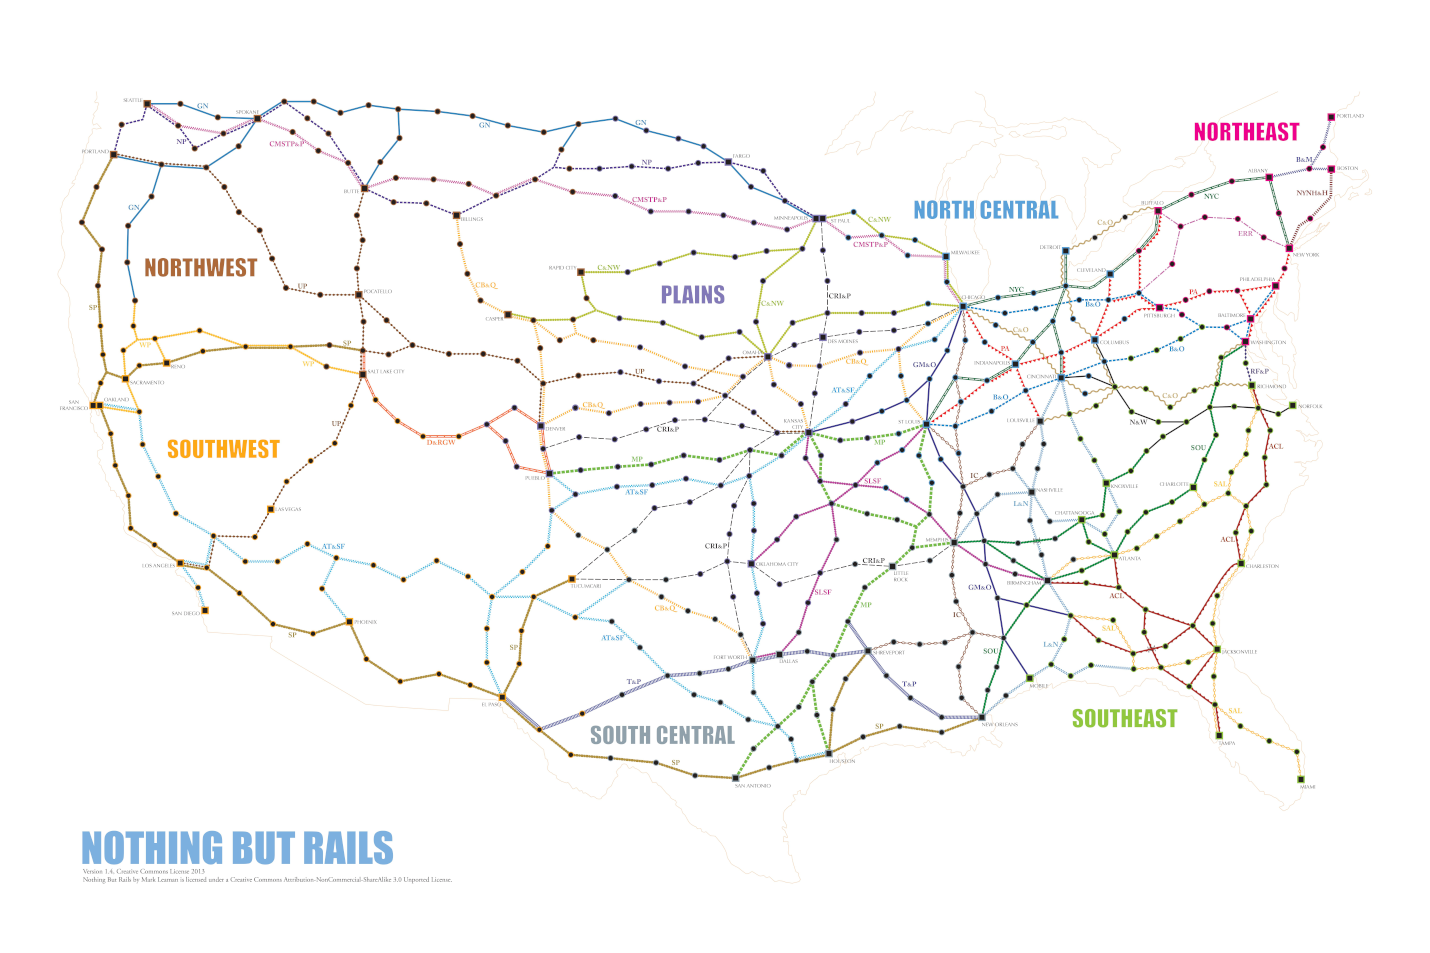 NORTHEAST
NORTH CENTRAL
NORTHWEST
PLAINS
SOUTHWEST
SOUTH CENTRAL
SOUTHEAST
SEATTLE
GN
SPOKANE
NP
CMSTP&P
PORTLAND
GN
GN
GN
NP
FARGO
BUTTE
CMSTP&P
BILLINGS
MINNEAPOLIS
ST PAUL
C&NW
CMSTP&P
MILWAUKEE
PORTLAND
B&M
BOSTON
ALBANY
NYC
NYNH&H
BUFFALO
C&O
ERR
NEW YORK
DETROIT
CLEVELAND
PHILADELPHIA
PA
PITTSBURGH
BALTIMORE
WASHINGTON
RAPID CITY
C&NW
C&NW
CB&Q
CASPER
UP
POCATELLO
CRI&P
CHICAGO
NYC
B&O
C&O
SP
WP
SP
WP
RENO
SACRAMENTO
SALT LAKE CITY
SAN
FRANCISCO
OAKLAND
OMAHA
DES MOINES
CB&Q
UP
PA
INDIANAPOLIS
COLUMBUS
B&O
GM&O
CINCINNATI
AT&SF
B&O
C&O
RF&P
RICHMOND
NORFOLK
N&W
CB&Q
UP
D&RGW
DENVER
CRI&P
KANSAS
CITY
MP
ST LOUIS
LOUISVILLE
ACL
SOU
MP
PUEBLO
AT&SF
SLSF
IC
NASHVILLE
L&N
KNOXVILLE
CHARLOTTE
SAL
CHATTANOOGA
LAS VEGAS
AT&SF
LOS ANGELES
SAN DIEGO
TUCUMCARI
CRI&P
OKLAHOMA CITY
MEMPHIS
CRI&P
LITTLE
ROCK
ATLANTA
ACL
CHARLESTON
BIRMINGHAM
GM&O
SLSF
MP
CB&Q
IC
ACL
SAL
SP
PHOENIX
SP
AT&SF
FORT WORTH
DALLAS
SHREVEPORT
SOU
L&N
JACKSONVILLE
T&P
T&P
MOBILE
EL PASO
NEW ORLEANS
SAL
TAMPA
SP
SP
HOUSTON
SAN ANTONIO
MIAMI
NOTHING BUT RAILS
Version 1.4, Creative Commons License 2013
Nothing But Rails by Mark Leaman is licensed under a Creative Commons Attribution-NonCommercial-ShareAlike 3.0 Unported License.